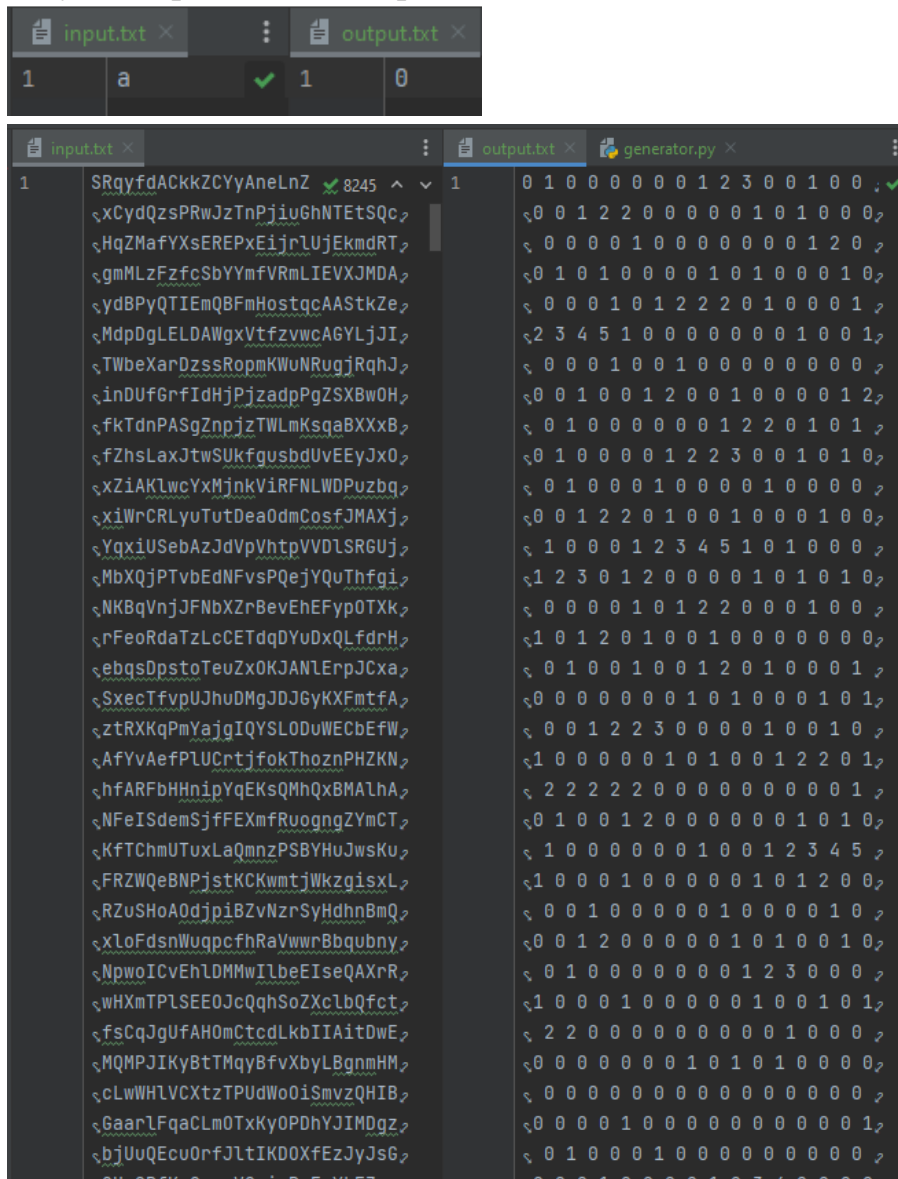 input.txt
output.txt
1 a
1 0
input.txt
output.txt
generator.py
8245
1 SRqyfdACkkZCYyAneLnZ
xCydQzsPRwJzTnPjiuGhNTEtSQc
HqZMafYXsEREPxEijrlUjEkmdRT
gmMLzFzfcSbYYmfVRmLIEVXJMDA
ydBPyQTIEmQBFmHostqcAAStkZe
MdpDgLELDAWgxVtfzvwcAGYLjJI
TWbeXarDzssRopmKWuNRugjRqhJ
inDUfGrfIdHjPjzadpPgZSXBwOH
fkTdnPASgZnpjzTWLmKsqaBXXxB
fZhsLaxJtwSUkfgusbdUvEEyJxO
xZiAKlwcYxMjnkViRFNLWDPuzbq
xiWrCRLyuTutDeaOdmCosfJMAXj
YqxiUSebAzJdVpVhtpVVDlSRGUj
MbXQjPTvbEdNFvsPQejYQuThfgi
NKBqVnjJFNbXZrBevEhEFypOTXk
rFeoRdaTzLcCETdqDYuDxQLfdrH
ebqsDpstoTeuZxOKJANlErpJCxa
SxecTfvpUJhuDMgJDJGyKXFmtfA
ztRXKqPmYajgIQYSLODuWECbEfW
AfYvAefPlUCrtjfokThoznPHZKN
hfARFbHHnipYqEKsQMhQxBMAlhA
NFeISdemSjfFEXmfRuogngZYmCT
KfTChmUTuxLaQmnzPSBYHuJwsKu
FRZWQeBNPjstKCKwmtjWkzgisxL
RZuSHoAOdjpiBZvNzrSyHdhnBmQ
xloFdsnWuqpcfhRaVwwrBbqubny
NpwoICvEhlDMMwIlbeEIseQAXrR
wHXmTPlSEEOJcQqhSoZXclbQfct
fsCqJgUfAHOmCtcdLkbIIAitDwE
MQMPJIKyBtTMqyBfvXbyLBgnmHM
cLwWHlVCXtzTPUdWoOiSmvzQHIB
GaarlFqaCLmOTxKyOPDhYJIMDgz
bjUuQEcuOrfJltIKDOXfEzJyJsG
1 0 1 0 0 0 0 0 0 1 2 3 0 0 1 0 0
0 0 1 2 2 0 0 0 0 0 1 0 1 0 0 0
0 0 0 0 1 0 0 0 0 0 0 0 1 2 0
0 1 0 1 0 0 0 0 1 0 1 0 0 0 1 0
0 0 0 1 0 1 2 2 2 0 1 0 0 0 1
2 3 4 5 1 0 0 0 0 0 0 0 1 0 0 1
0 0 0 1 0 0 1 0 0 0 0 0 0 0 0
0 0 1 0 0 1 2 0 0 1 0 0 0 0 1 2
0 1 0 0 0 0 0 0 1 2 2 0 1 0 1
0 1 0 0 0 0 1 2 2 3 0 0 1 0 1 0
0 1 0 0 0 1 0 0 0 0 1 0 0 0 0
0 0 1 2 2 0 1 0 0 1 0 0 0 1 0 0
1 0 0 0 1 2 3 4 5 1 0 1 0 0 0
1 2 3 0 1 2 0 0 0 0 1 0 1 0 1 0
0 0 0 0 1 0 1 2 2 0 0 0 1 0 0
1 0 1 2 0 1 0 0 1 0 0 0 0 0 0 0
0 1 0 0 1 0 0 1 2 0 1 0 0 0 1
0 0 0 0 0 0 0 1 0 1 0 0 0 1 0 1
0 0 1 2 2 3 0 0 0 0 1 0 0 1 0
1 0 0 0 0 0 1 0 1 0 0 1 2 2 0 1
2 2 2 2 2 0 0 0 0 0 0 0 0 0 1
0 1 0 0 1 2 0 0 0 0 0 0 1 0 1 0
1 0 0 0 0 0 0 1 0 0 1 2 3 4 5
1 0 0 0 1 0 0 0 0 0 1 0 1 2 0 0
0 0 1 0 0 0 0 0 1 0 0 0 0 1 0
0 0 1 2 0 0 0 0 0 1 0 1 0 0 1 0
0 1 0 0 0 0 0 0 0 1 2 3 0 0 0
1 0 0 0 1 0 0 0 0 0 1 0 0 1 0 1
2 2 0 0 0 0 0 0 0 0 0 1 0 0 0
0 0 0 0 0 0 0 1 0 1 0 1 0 0 0 0
0 0 0 0 0 0 0 0 0 0 0 0 0 0 0
0 0 0 0 1 0 0 0 0 0 0 0 0 0 0 1
0 1 0 0 0 1 0 0 0 0 0 0 0 0 0